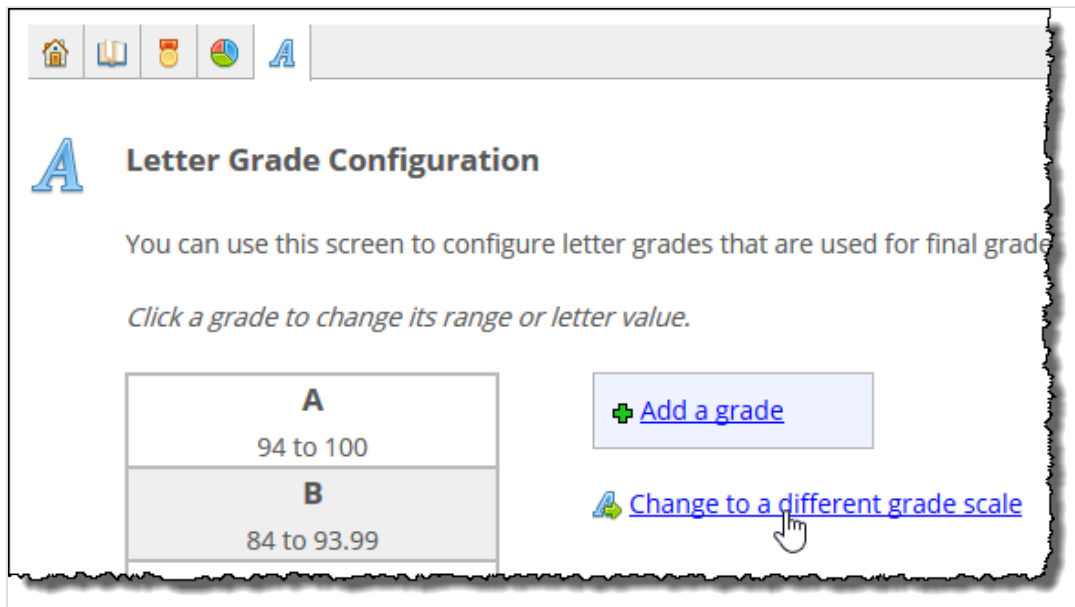 Letter Grade Configuration
You can use this screen to configure letter grades that are used for final grade
Click a grade to change its range or letter value.
A
94 to 100
B
84 to 93.99
Add a grade
Change to a different grade scale